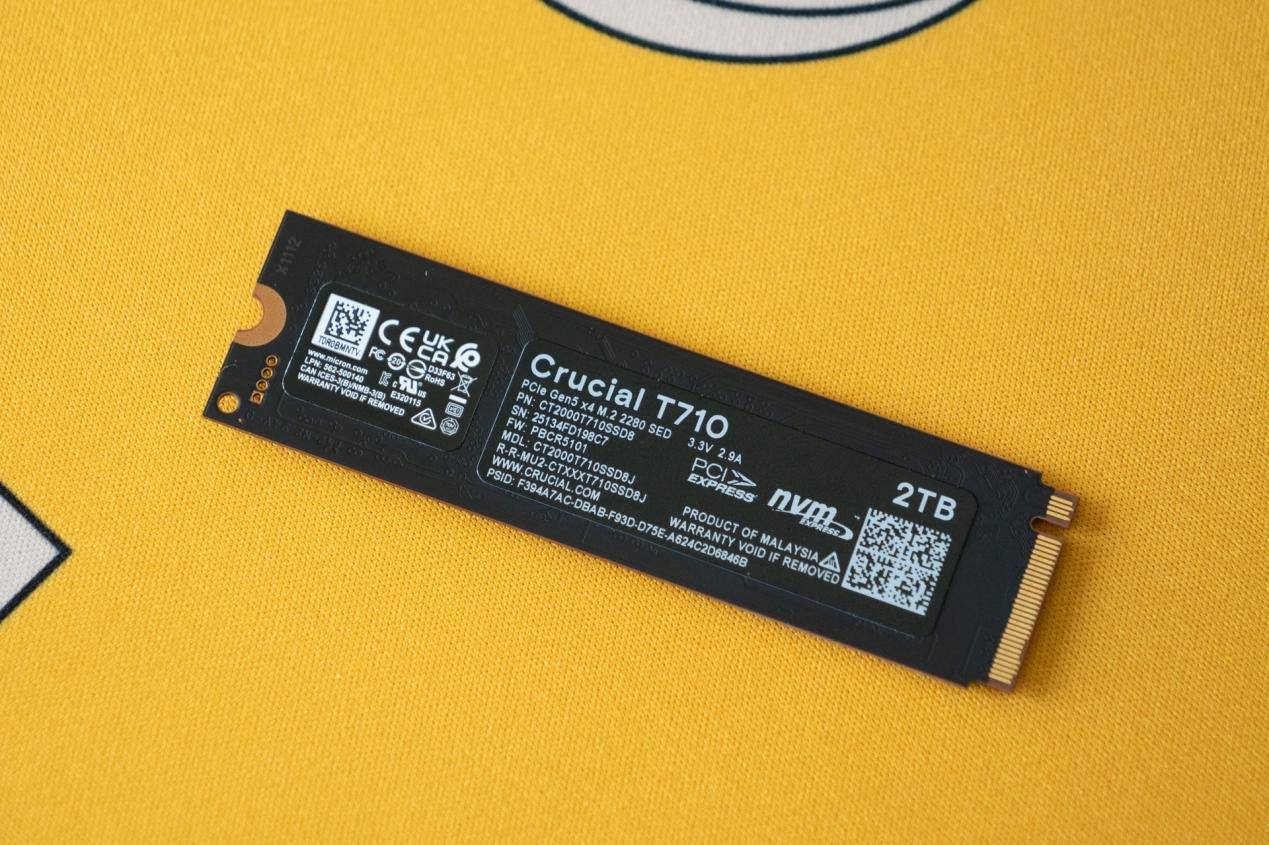 X1112
T0R0BMNTV
CE UK CA
FC 20 D33F63
RoHS
www.micron.com
LPN: 562-500140
CAN ICES-3(B)/NMB-3(B) E320115
WARRANTY VOID IF REMOVED
Crucial T710
PCIe Gen5 x4 M.2 2280 SED 3.3V 2.9A
PN: CT2000T710SSD8
SN: 25134FD198C7
FW: PBCR5101
MDL: CT2000T710SSD8J
R-R-MU2-CTXXXT710SSD8J
WWW.CRUCIAL.COM
PSID: F394A7AC-DBAB-F93D-D75E-A624C2D6846B
PCI EXPRESS
nvm EXPRESS
2TB
PRODUCT OF MALAYSIA
WARRANTY VOID IF REMOVED